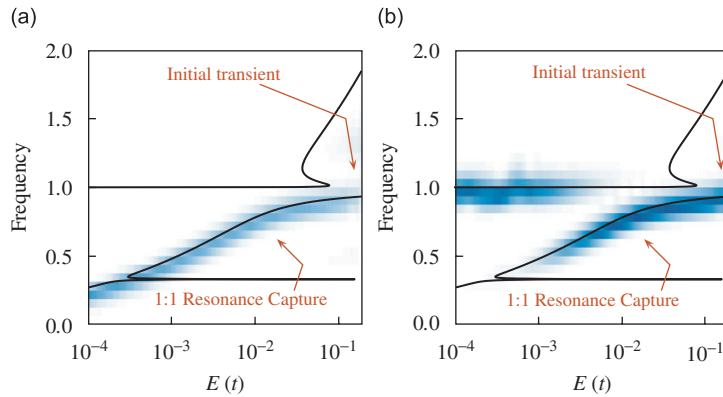 (a)
2.0
1.5
1.0
0.5
0.0
Frequency
Initial transient
1:1 Resonance Capture
10⁻⁴
10⁻³
10⁻²
10⁻¹
E (t)
(b)
2.0
1.5
1.0
0.5
0.0
Frequency
Initial transient
1:1 Resonance Capture
10⁻⁴
10⁻³
10⁻²
10⁻¹
E (t)